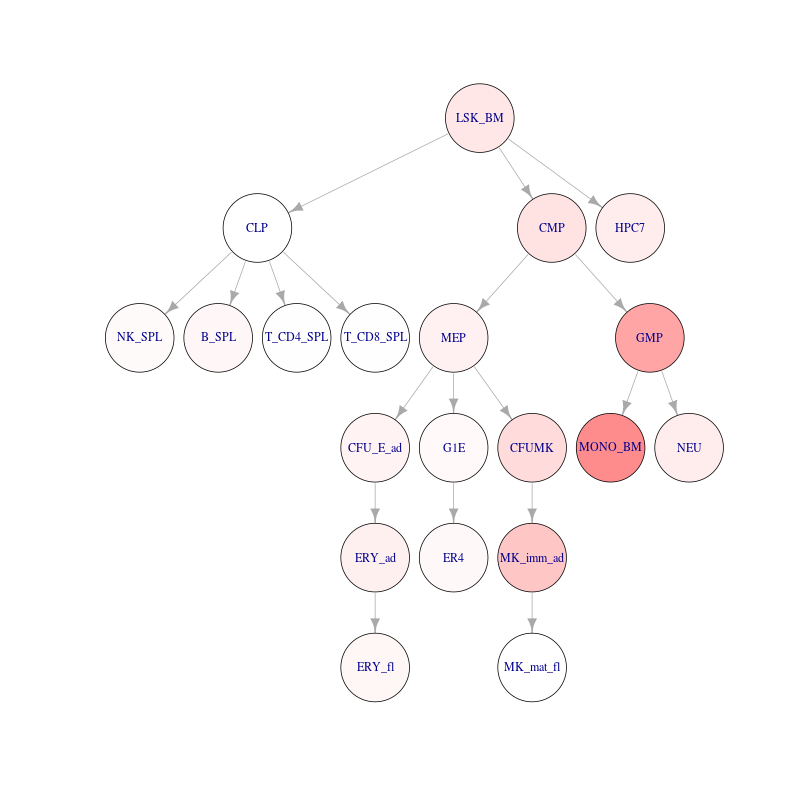 LSK_BM
CLP
CMP
HPC7
NK_SPL
B_SPL
T_CD4_SPL
T_CD8_SPL
MEP
GMP
CFU_E_ad
G1E
CFUMK
MONO_BM
NEU
ERY_ad
ER4
MK_imm_ad
ERY_fl
MK_mat_fl